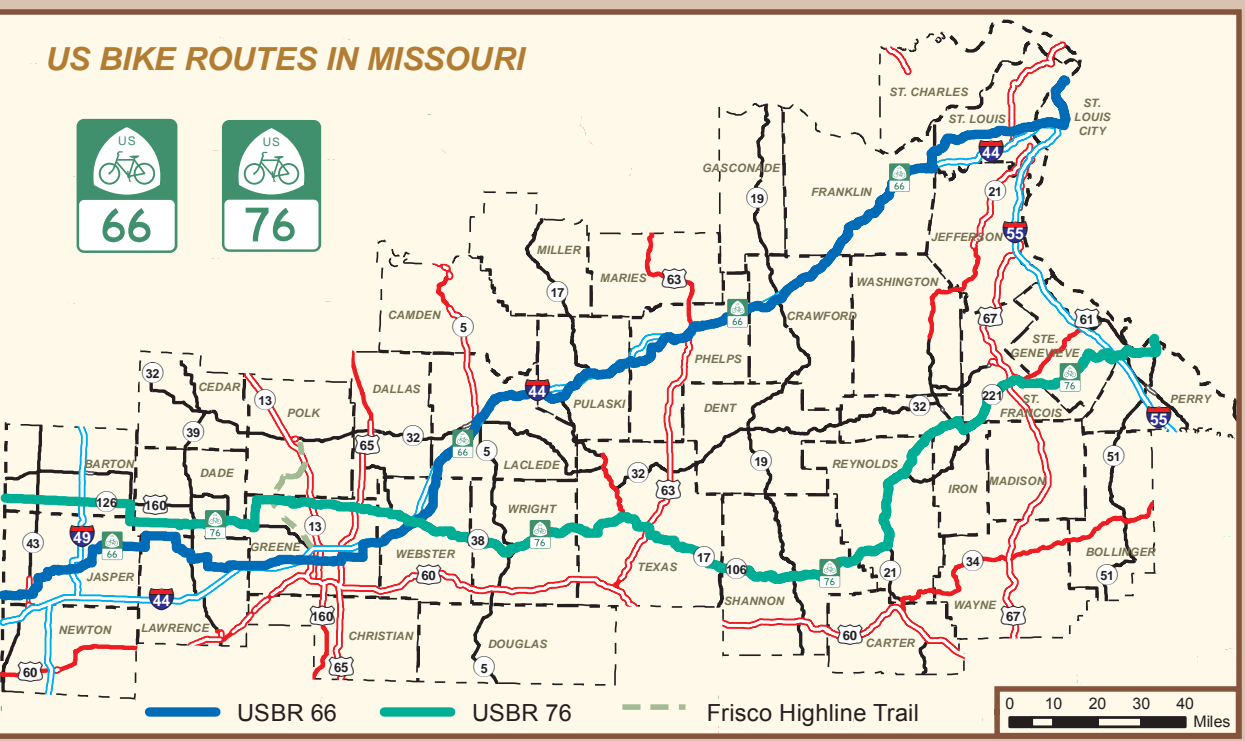 US BIKE ROUTES IN MISSOURI
US
66
US
76
ST. CHARLES
ST. LOUIS
ST.
LOUIS
CITY
44
GASCONADE
FRANKLIN
66
19
21
JEFFERSON
55
MILLER
MARIES
63
17
WASHINGTON
CAMDEN
5
66
CRAWFORD
67
61
STE.
GENEVIEVE
PHELPS
32
CEDAR
13
POLK
DALLAS
44
PULASKI
DENT
32
221
76
ST.
FRANCOIS
PERRY
55
39
65
32
66
5
LACLEDE
BARTON
DADE
32
63
19
REYNOLDS
51
126
160
76
13
WRIGHT
IRON
MADISON
43
49
66
GREENE
38
76
WEBSTER
17
JASPER
60
TEXAS
106
76
21
34
BOLLINGER
51
44
SHANNON
WAYNE
NEWTON
LAWRENCE
160
CHRISTIAN
60
67
CARTER
60
65
DOUGLAS
5
USBR 66
USBR 76
Frisco Highline Trail
0 10 20 30 40
Miles